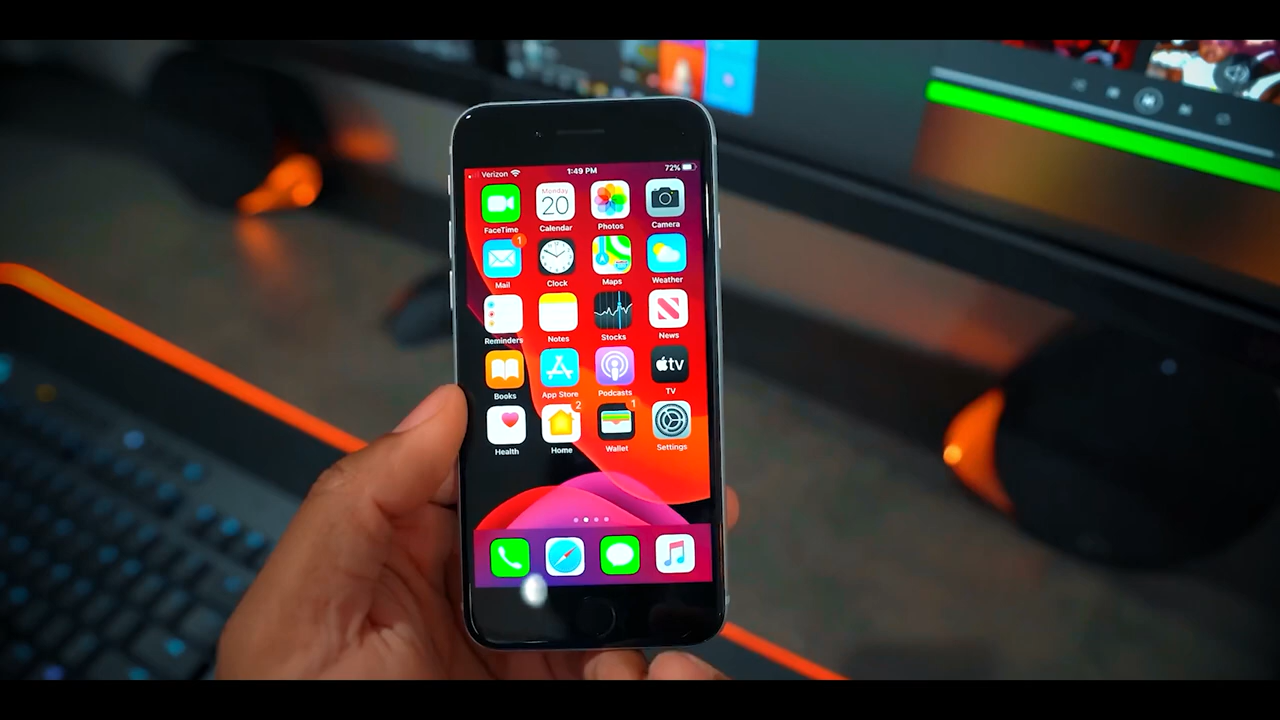 Verizon 1:49 PM 72%
Monday
20
FaceTime Calendar Photos Camera
1
Mail Clock Maps Weather
Reminders Notes Stocks News
tv
Books App Store Podcasts TV
2 1
Health Home Wallet Settings